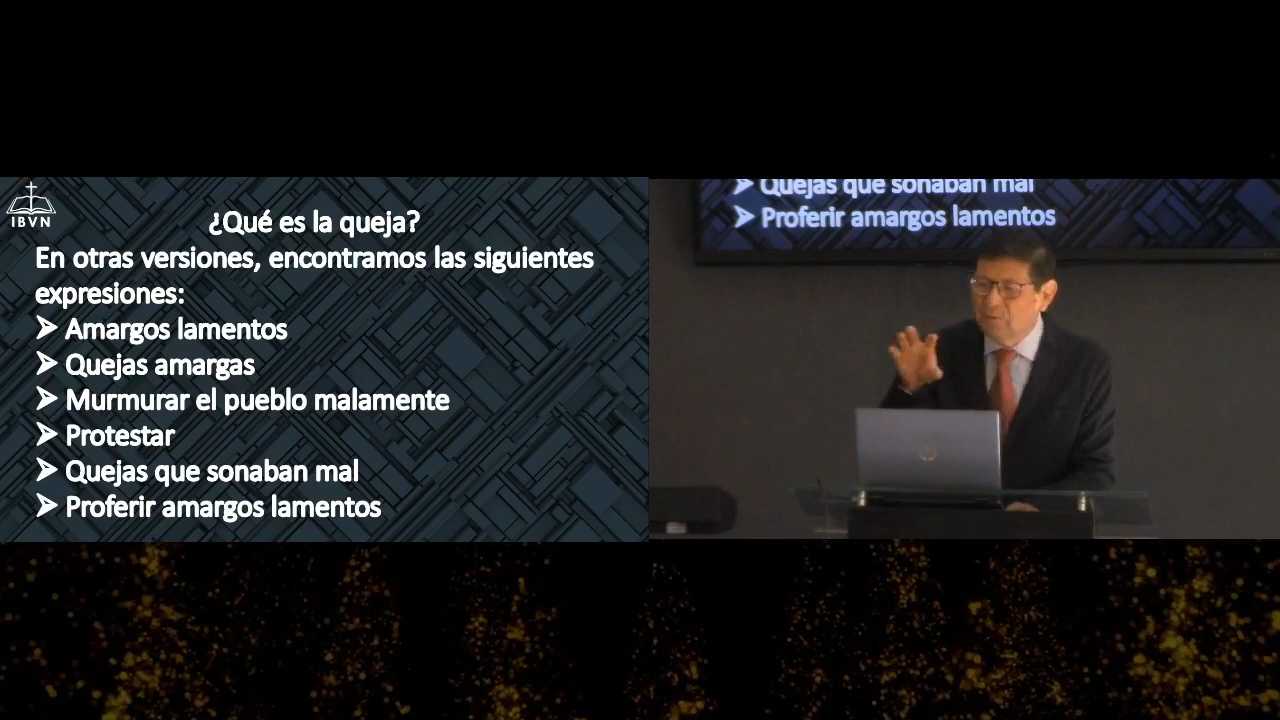 IBVN
¿Qué es la queja?
En otras versiones, encontramos las siguientes
expresiones:
➤ Amargos lamentos
➤ Quejas amargas
➤ Murmurar el pueblo malamente
➤ Protestar
➤ Quejas que sonaban mal
➤ Proferir amargos lamentos
➤ Quejas que sonaban mal
➤ Proferir amargos lamentos